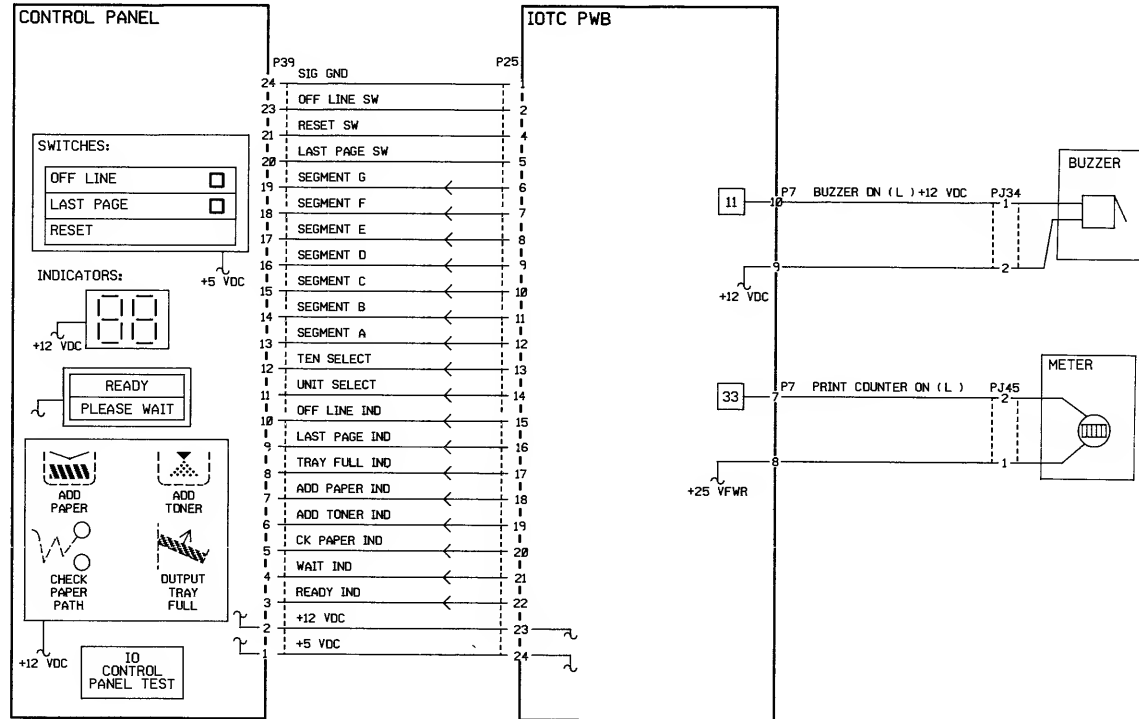 CONTROL PANEL
IOTC PWB
P39
P25
24 SIG GND 1
23 OFF LINE SW 2
21 RESET SW 4
20 LAST PAGE SW 5
19 SEGMENT G 6
18 SEGMENT F 7
17 SEGMENT E 8
16 SEGMENT D 9
15 SEGMENT C 10
14 SEGMENT B 11
13 SEGMENT A 12
12 TEN SELECT 13
11 UNIT SELECT 14
10 OFF LINE IND 15
9 LAST PAGE IND 16
8 TRAY FULL IND 17
7 ADD PAPER IND 18
6 ADD TONER IND 19
5 CK PAPER IND 20
4 WAIT IND 21
3 READY IND 22
2 +12 VDC 23
1 +5 VDC 24
SWITCHES:
OFF LINE
LAST PAGE
RESET
+5 VDC
INDICATORS:
+12 VDC
READY
PLEASE WAIT
ADD
PAPER
ADD
TONER
CHECK
PAPER
PATH
OUTPUT
TRAY
FULL
+12 VDC
IO
CONTROL
PANEL TEST
11 10 P7 BUZZER ON (L) +12 VDC PJ34 1
BUZZER
9 2
+12 VDC
33 7 P7 PRINT COUNTER ON (L) PJ45 2
METER
8 1
+25 VFWR